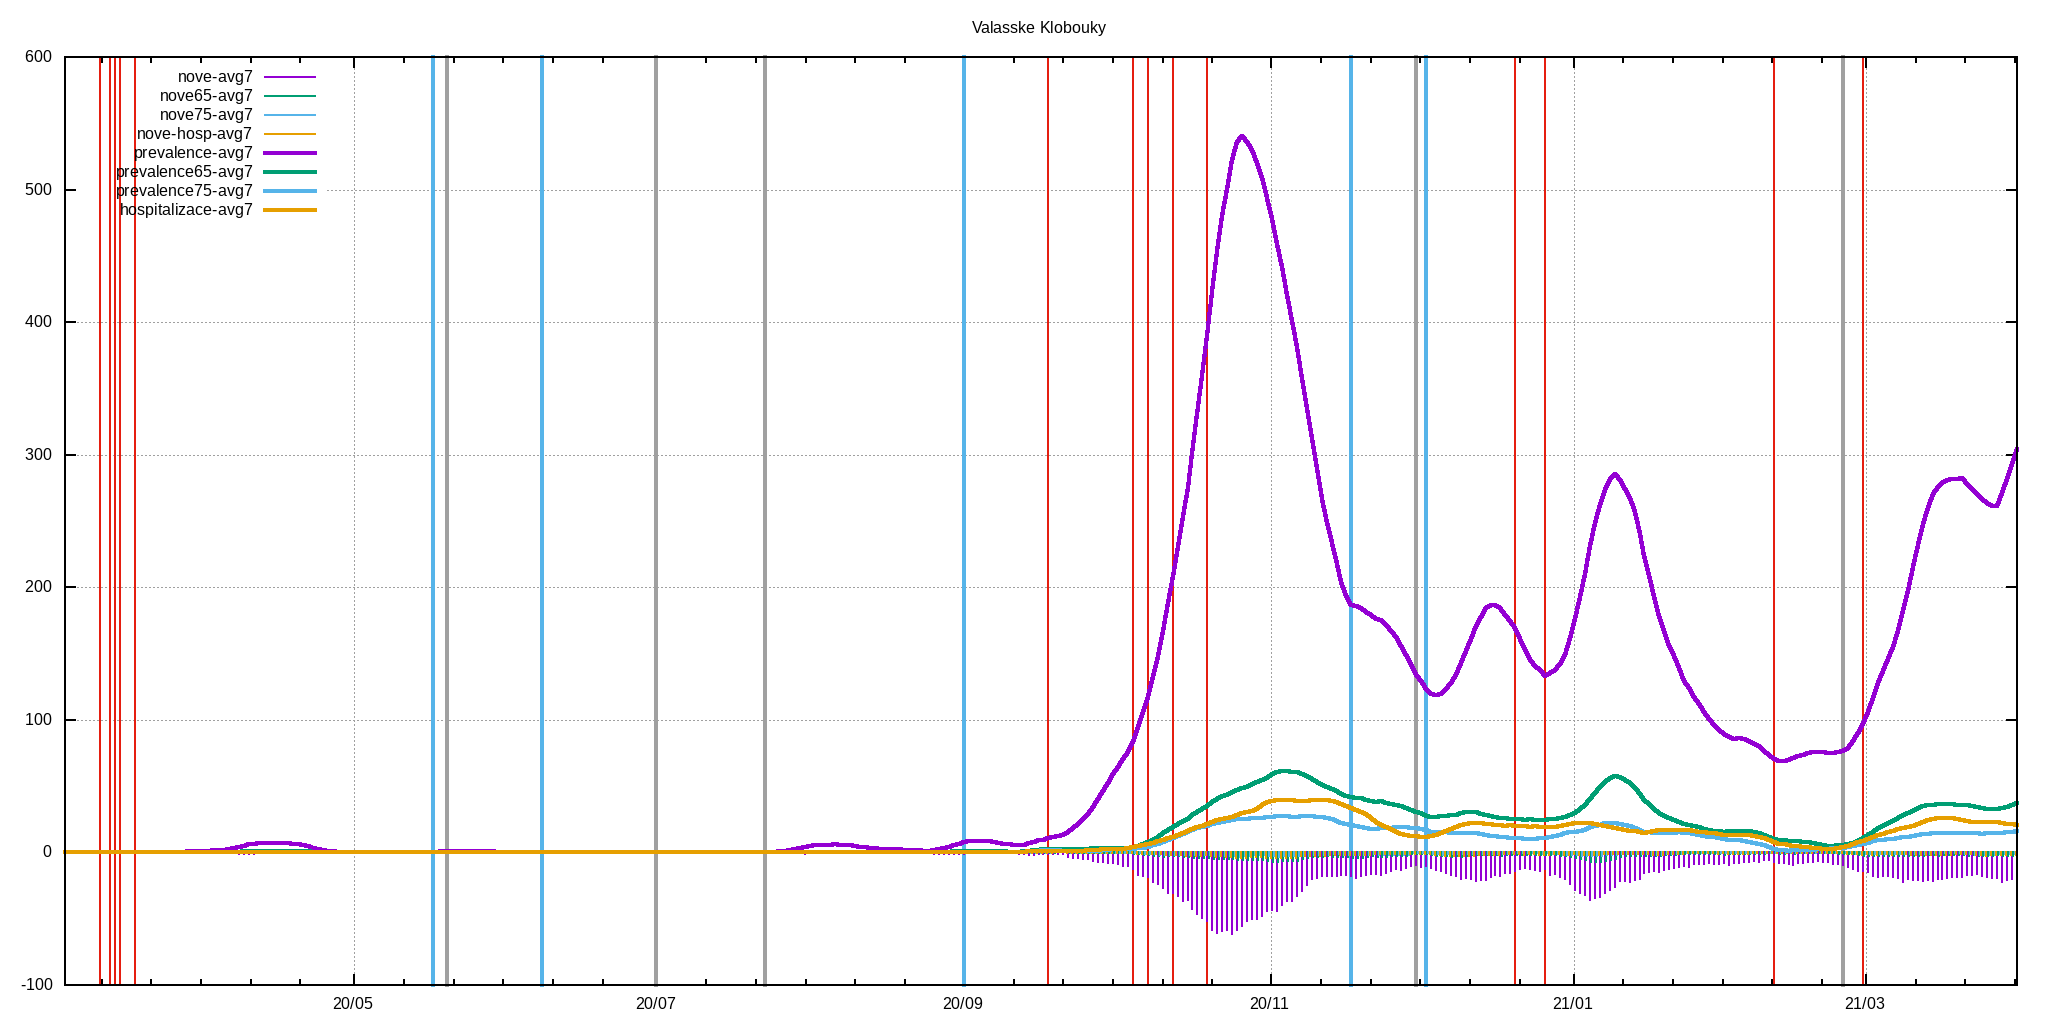 Valasske Klobouky
600
500
400
300
200
100
0
-100
nove-avg7
nove65-avg7
nove75-avg7
nove-hosp-avg7
prevalence-avg7
prevalence65-avg7
prevalence75-avg7
hospitalizace-avg7
20/05
20/07
20/09
20/11
21/01
21/03